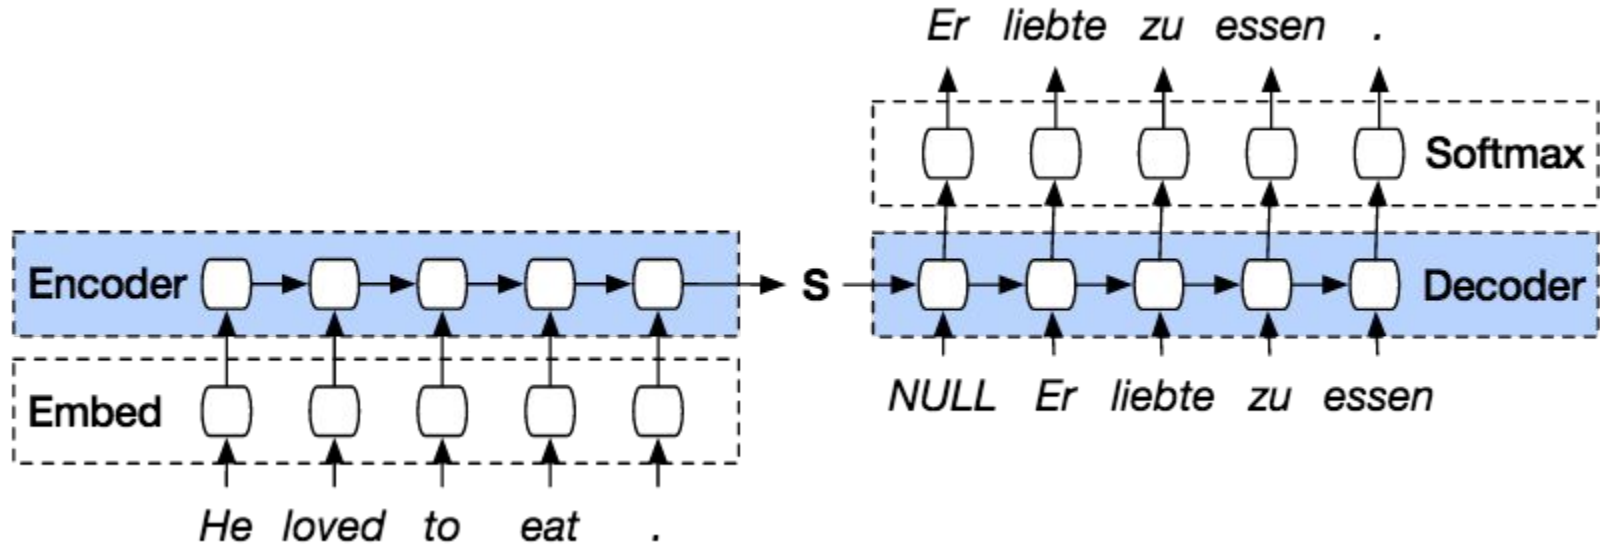 Er liebte zu essen .
Softmax
Encoder
S
Decoder
NULL Er liebte zu essen
Embed
He loved to eat .